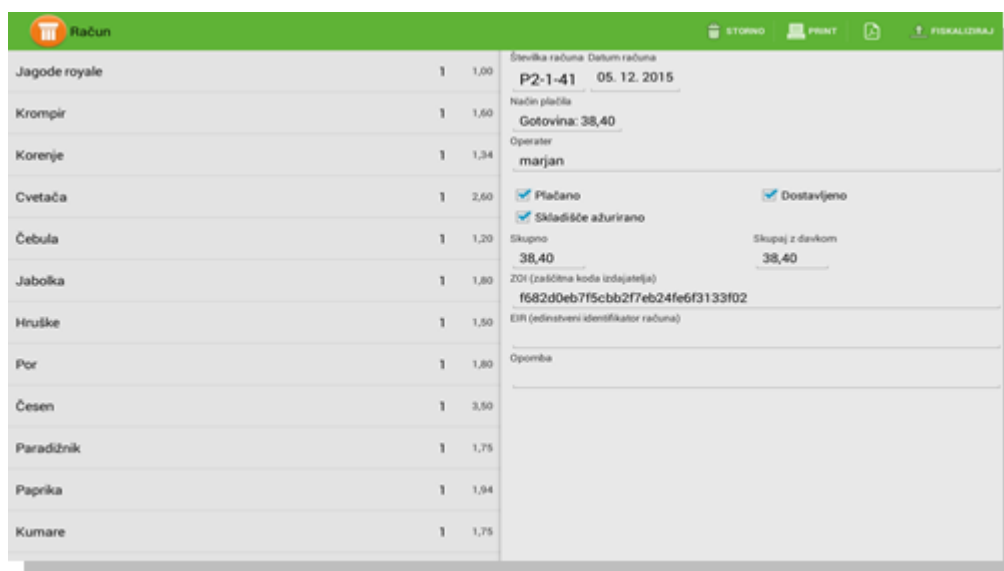 Račun
STORNO PRINT FISKALIZIRAJ
Jagode royale 1 1,00
Krompir 1 1,60
Korenje 1 1,34
Cvetača 1 2,60
Čebula 1 1,20
Jabolka 1 1,80
Hruške 1 1,50
Por 1 1,80
Česen 1 3,50
Paradižnik 1 1,75
Paprika 1 1,94
Kumare 1 1,75
Številka računa Datum računa
P2-1-41 05. 12. 2015
Način plačila
Gotovina: 38,40
Operater
marjan
Plačano Dostavljeno
Skladišče ažurirano
Skupno Skupaj z davkom
38,40 38,40
ZOI (zaščitna koda izdajatelja)
f682d0eb7f5cbb2f7eb24fe6f3133f02
EIR (edinstveni identifikator računa)
Opomba